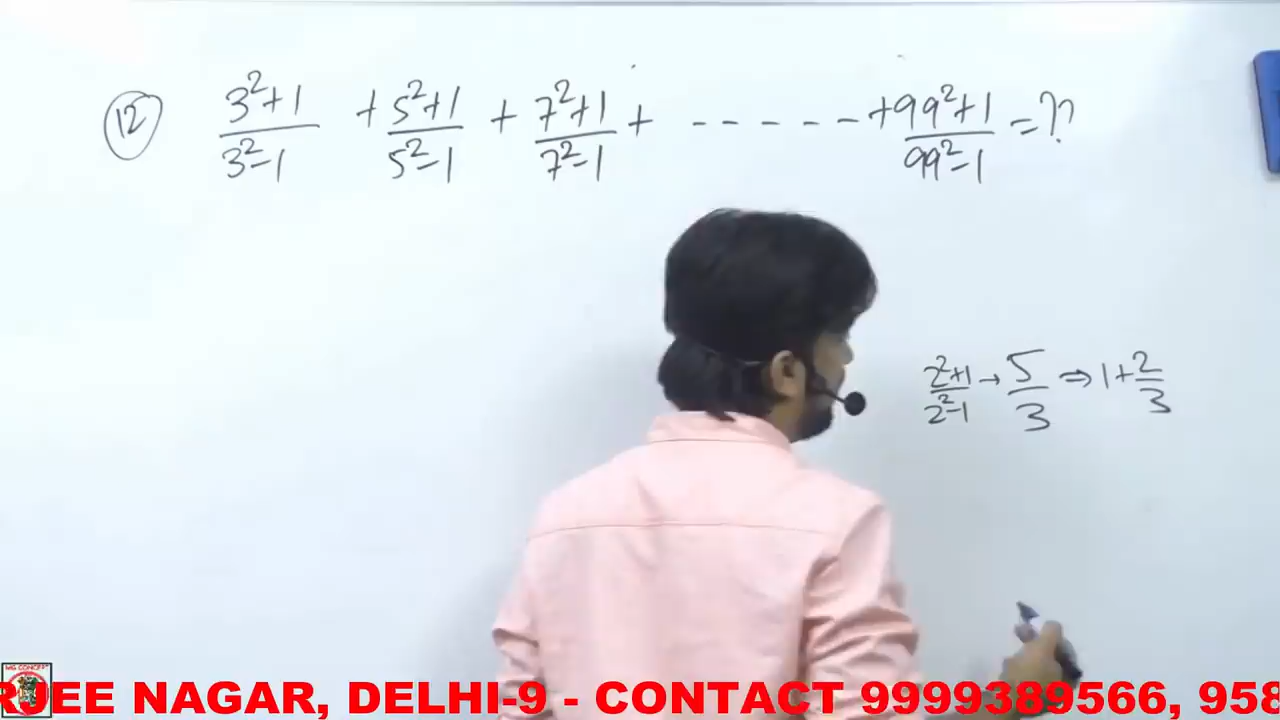 12 3²+1/3²-1 + 5²+1/5²-1 + 7²+1/7²-1 + ------ + 99²+1/99²-1 = ??
2²+1/2²-1 → 5/3 ⇒ 1+2/3
RJEE NAGAR, DELHI-9 - CONTACT 9999389566, 958